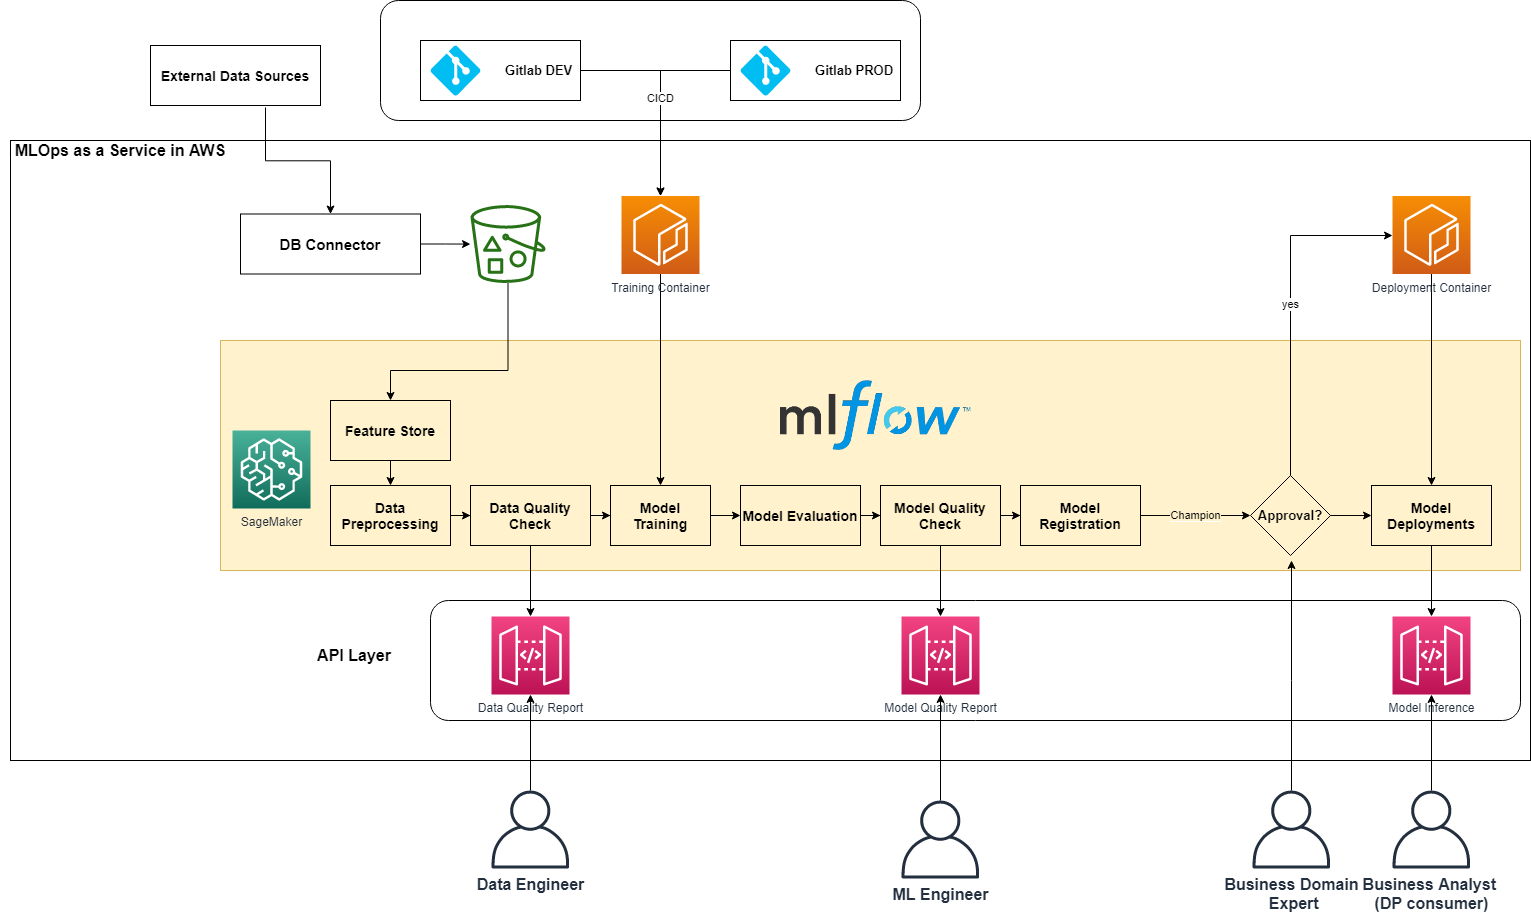 External Data Sources
Gitlab DEV
Gitlab PROD
CICD
MLOps as a Service in AWS
DB Connector
Training Container
Deployment Container
yes
mlflow™
Feature Store
SageMaker
Data
Preprocessing
Data Quality
Check
Model
Training
Model Evaluation
Model Quality
Check
Model
Registration
Champion
Approval?
Model
Deployments
API Layer
</>
</>
</>
Data Quality Report
Model Quality Report
Model Inference
Data Engineer
ML Engineer
Business Domain
Expert
Business Analyst
(DP consumer)